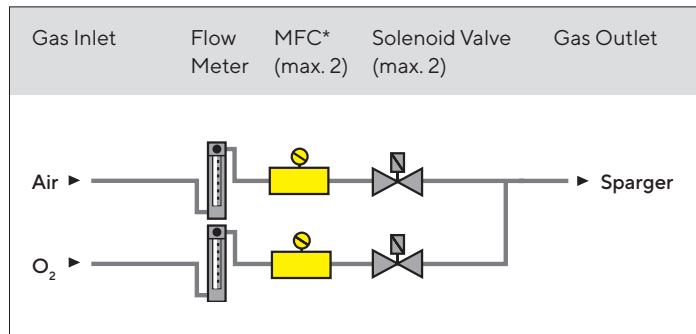 Gas Inlet Flow MFC* Solenoid Valve Gas Outlet
Meter (max. 2) (max. 2)
Air ► ► Sparger
O₂ ►